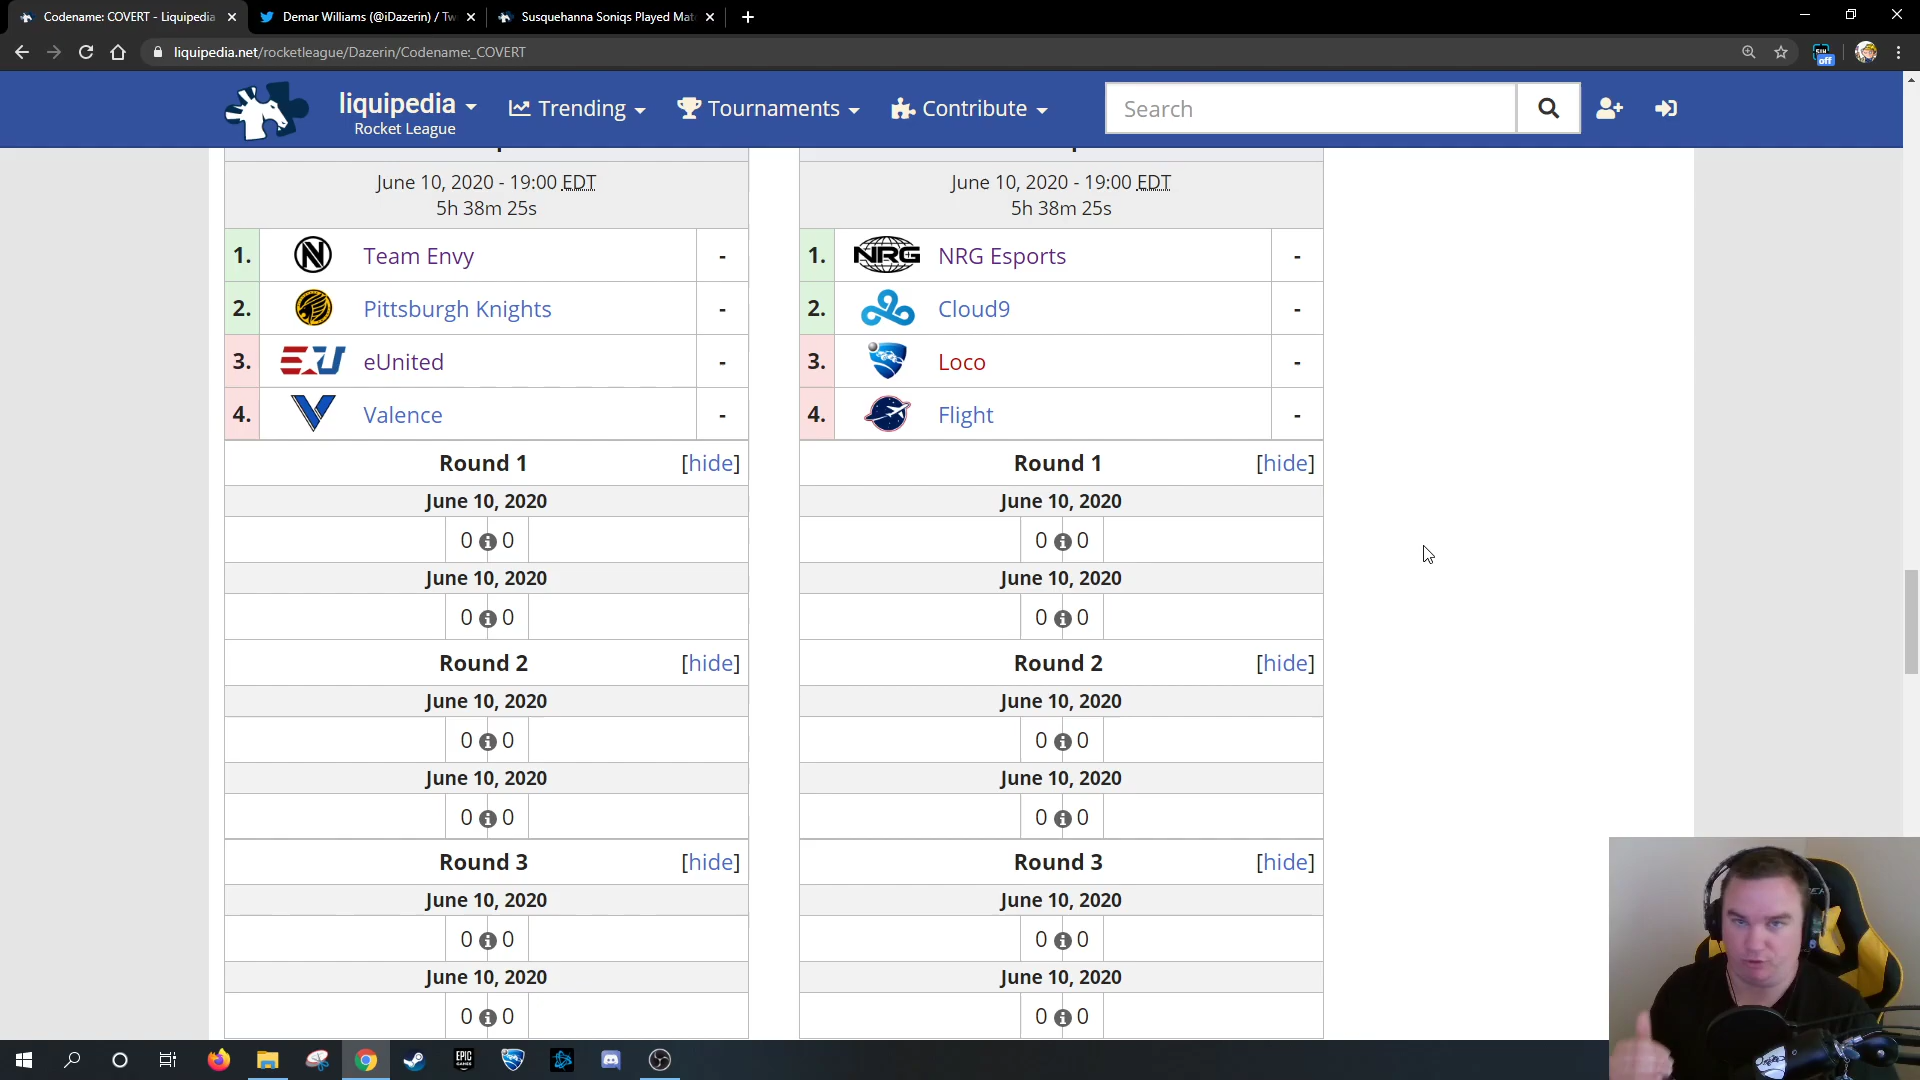 Codename: COVERT - Liquipedia
Demar Williams (@iDazerin) / Tw
Susquehanna Soniqs Played Mat
liquipedia.net/rocketleague/Dazerin/Codename:_COVERT
off
liquipedia
Rocket League
Trending
Tournaments
Contribute
Search
June 10, 2020 - 19:00 EDT
5h 38m 25s
1. Team Envy -
2. Pittsburgh Knights -
3. eUnited -
4. Valence -
Round 1 [hide]
June 10, 2020
0 i 0
June 10, 2020
0 i 0
Round 2 [hide]
June 10, 2020
0 i 0
June 10, 2020
0 i 0
Round 3 [hide]
June 10, 2020
0 i 0
June 10, 2020
0 i 0
June 10, 2020 - 19:00 EDT
5h 38m 25s
1. NRG NRG Esports -
2. Cloud9 -
3. Loco -
4. Flight -
Round 1 [hide]
June 10, 2020
0 i 0
June 10, 2020
0 i 0
Round 2 [hide]
June 10, 2020
0 i 0
June 10, 2020
0 i 0
Round 3 [hide]
June 10, 2020
0 i 0
June 10, 2020
0 i 0
EPIC
GAMES